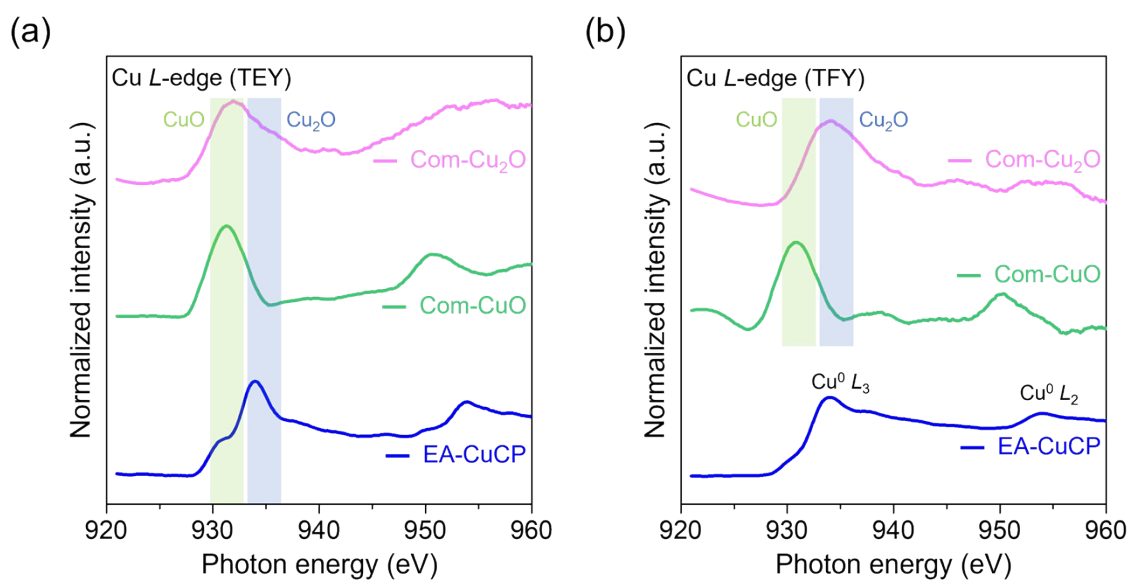 (a)
Cu L-edge (TEY)
CuO
Cu₂O
Com-Cu₂O
Com-CuO
EA-CuCP
Normalized intensity (a.u.)
920 930 940 950 960
Photon energy (eV)
(b)
Cu L-edge (TFY)
CuO
Cu₂O
Com-Cu₂O
Com-CuO
Cu⁰ L₃
Cu⁰ L₂
EA-CuCP
Normalized intensity (a.u.)
920 930 940 950 960
Photon energy (eV)